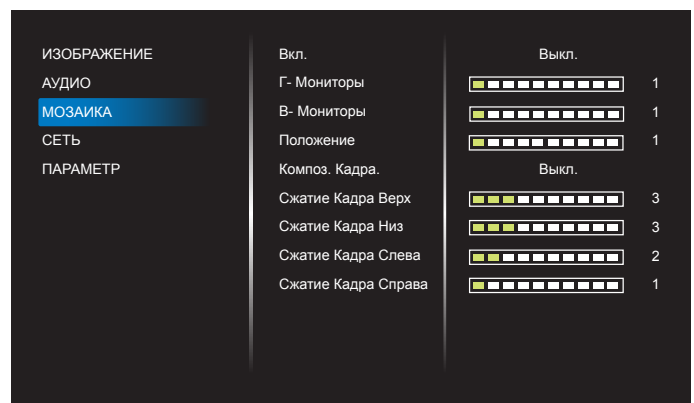 ИЗОБРАЖЕНИЕ
АУДИО
МОЗАИКА
СЕТЬ
ПАРАМЕТР
Вкл. Выкл.
Г- Мониторы 1
В- Мониторы 1
Положение 1
Композ. Кадра. Выкл.
Сжатие Кадра Верх 3
Сжатие Кадра Низ 3
Сжатие Кадра Слева 2
Сжатие Кадра Справа 1